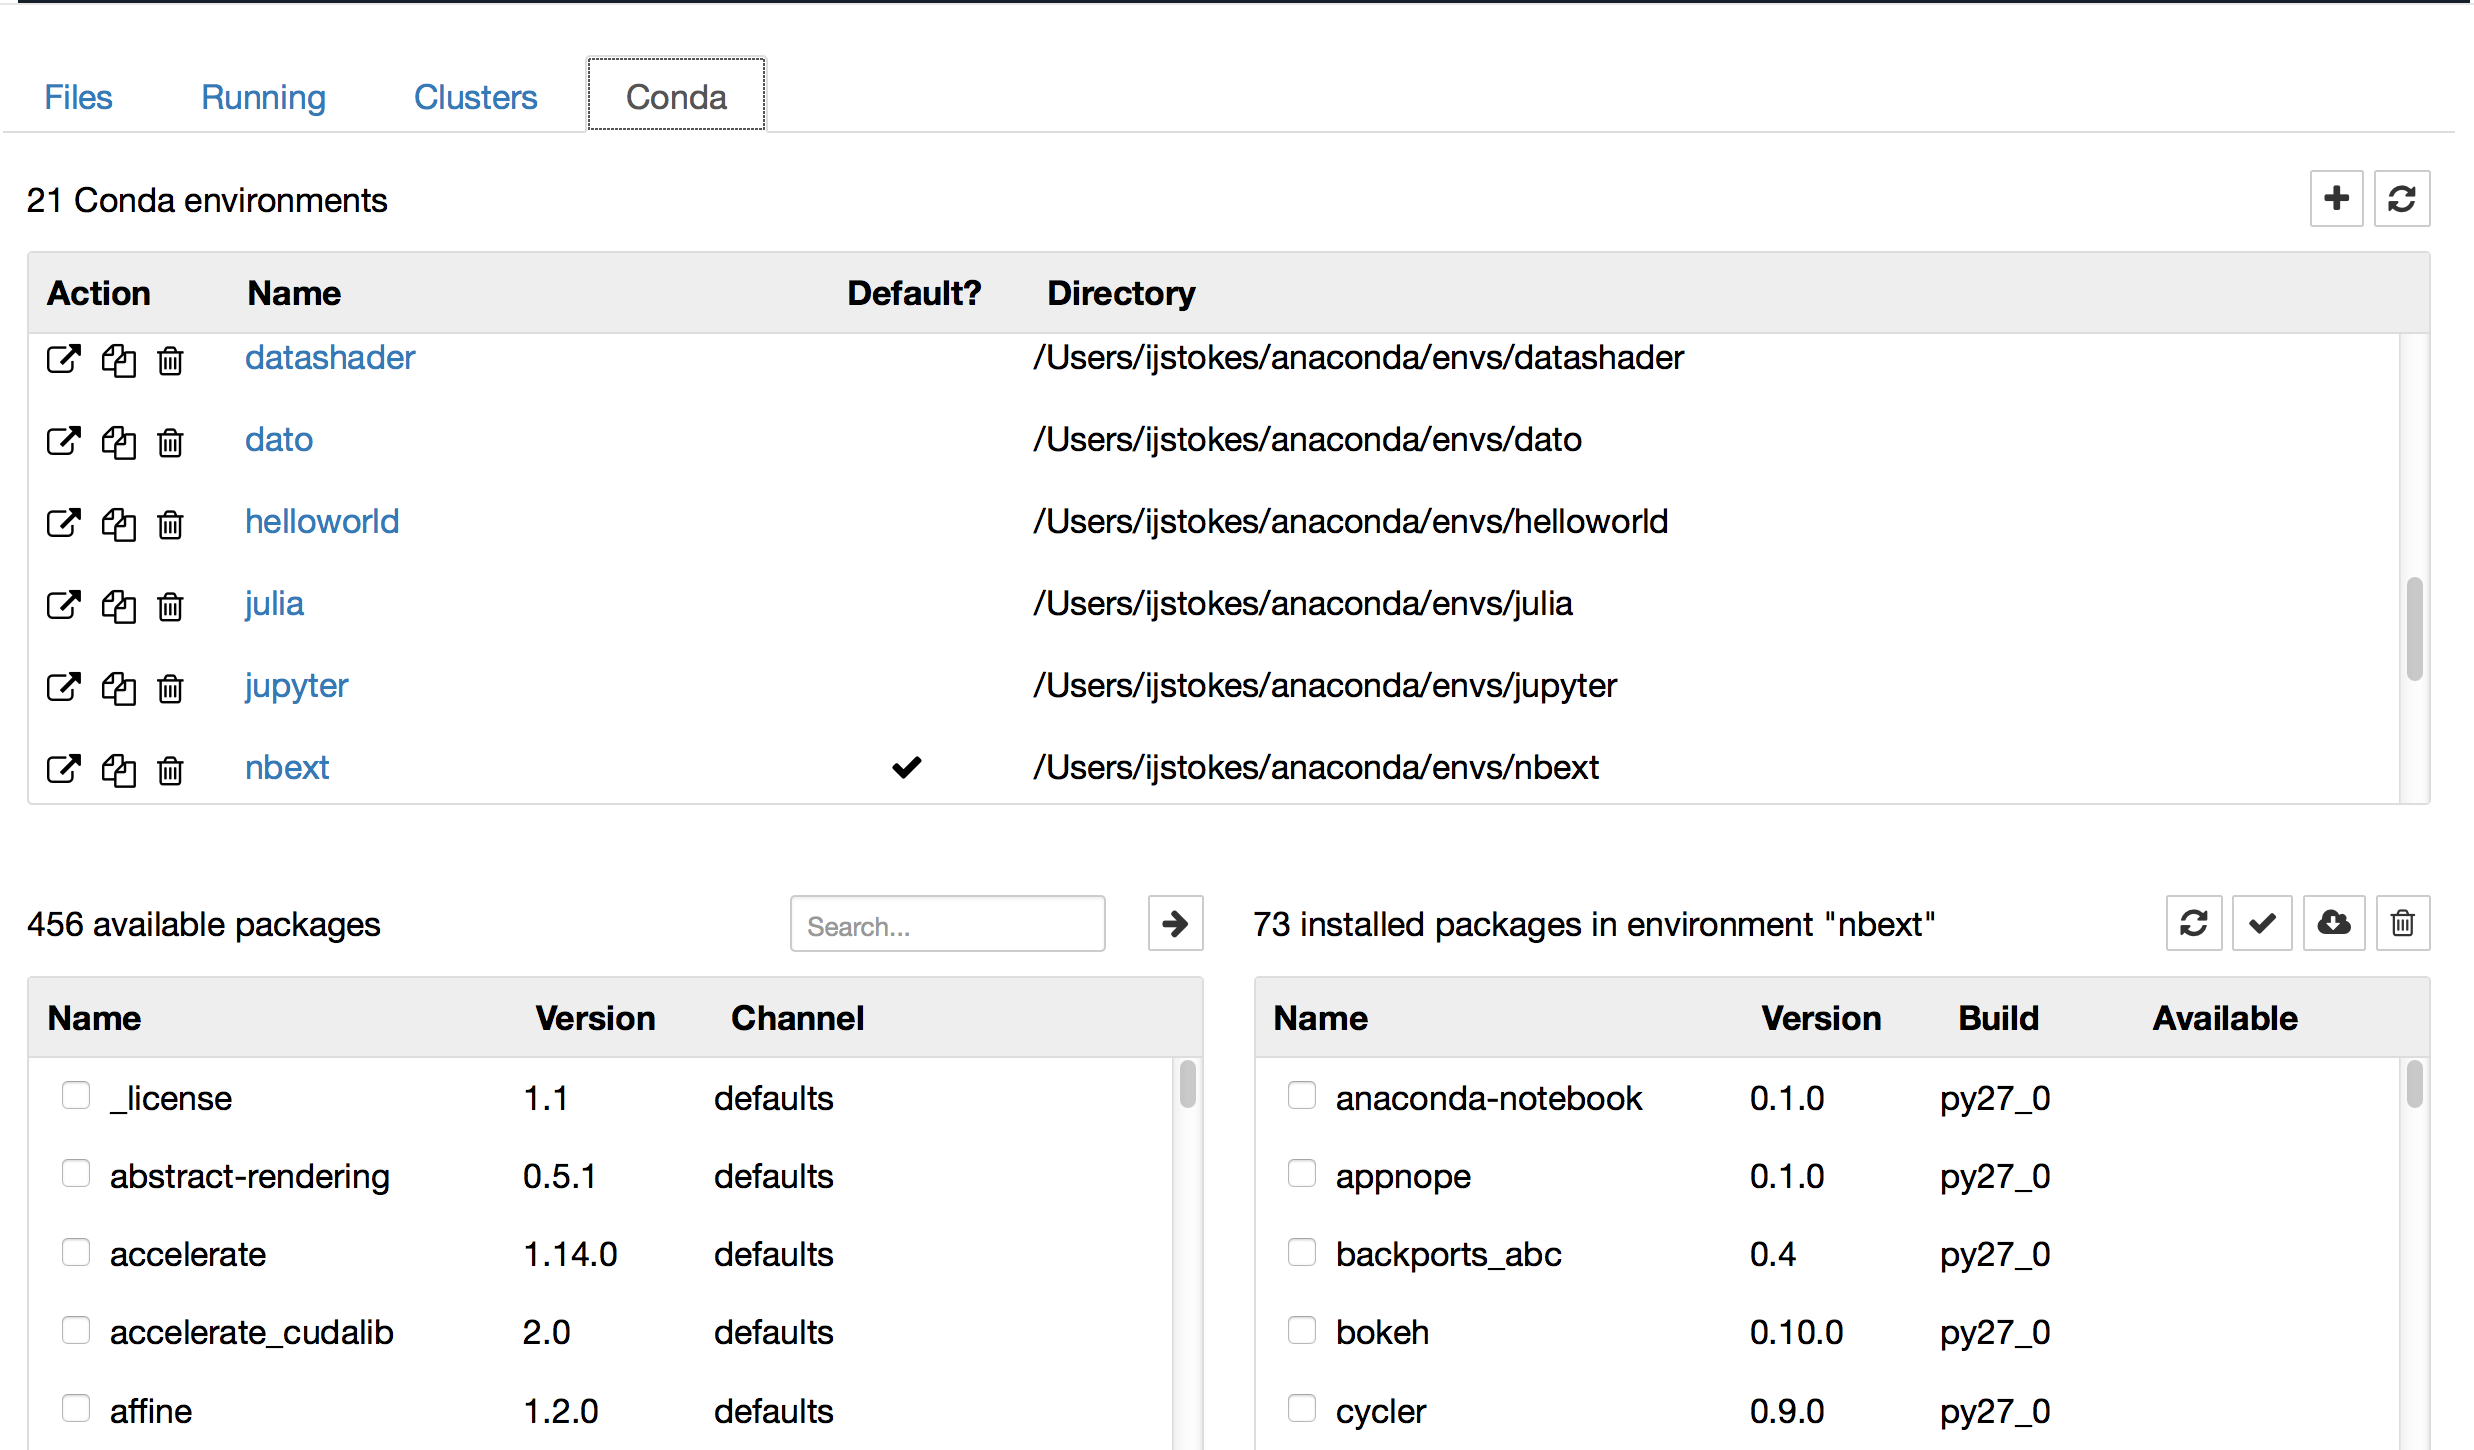 Files Running Clusters Conda
21 Conda environments
Action Name Default? Directory
datashader /Users/ijstokes/anaconda/envs/datashader
dato /Users/ijstokes/anaconda/envs/dato
helloworld /Users/ijstokes/anaconda/envs/helloworld
julia /Users/ijstokes/anaconda/envs/julia
jupyter /Users/ijstokes/anaconda/envs/jupyter
nbext /Users/ijstokes/anaconda/envs/nbext
456 available packages Search... 73 installed packages in environment "nbext"
Name Version Channel Name Version Build Available
_license 1.1 defaults anaconda-notebook 0.1.0 py27_0
abstract-rendering 0.5.1 defaults appnope 0.1.0 py27_0
accelerate 1.14.0 defaults backports_abc 0.4 py27_0
accelerate_cudalib 2.0 defaults bokeh 0.10.0 py27_0
affine 1.2.0 defaults cycler 0.9.0 py27_0